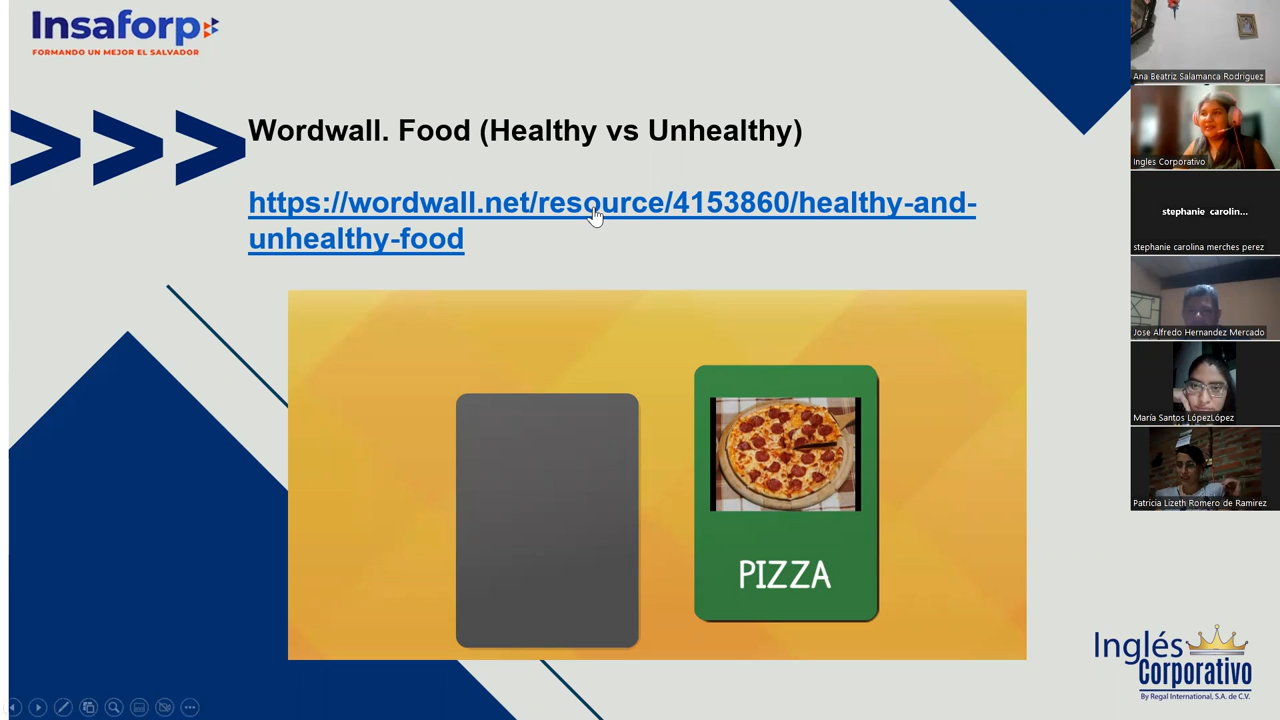 Insaforp
FORMANDO UN MEJOR EL SALVADOR
>>> Wordwall. Food (Healthy vs Unhealthy)
https://wordwall.net/resource/4153860/healthy-and-
unhealthy-food
PIZZA
Ana Beatriz Salamanca Rodriguez
Ingles Corporativo
stephanie carolin...
stephanie carolina merches perez
Jose Alfredo Hernandez Mercado
María Santos LópezLópez
Patricia Lizeth Romero de Ramirez
Inglés
Corporativo
By Regal International, S.A. de C.V.